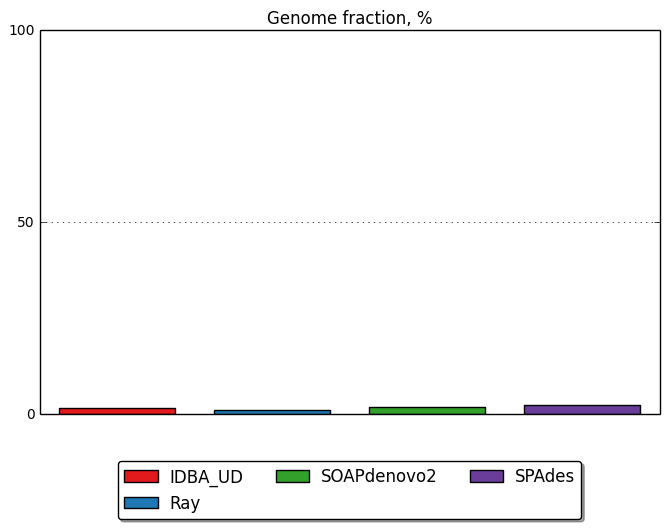 Genome fraction, %
100
50
0
IDBA_UD
SOAPdenovo2
SPAdes
Ray